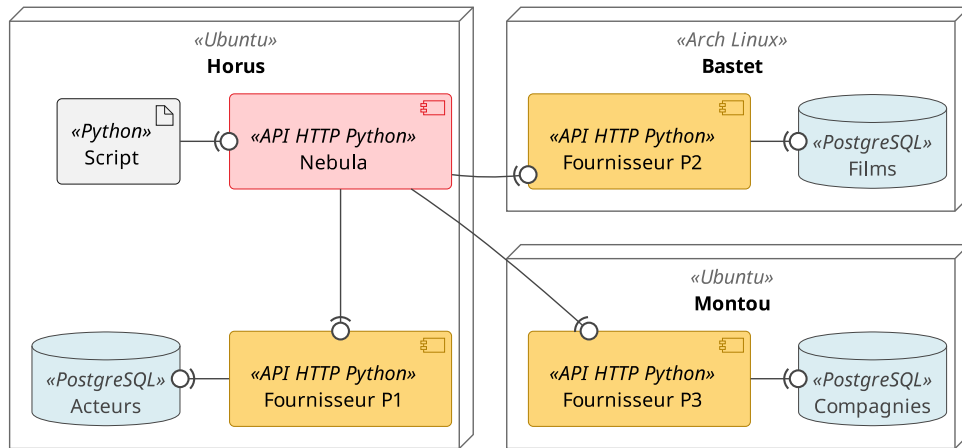 «Ubuntu»
Horus
«Python»
Script
«API HTTP Python»
Nebula
«PostgreSQL»
Acteurs
«API HTTP Python»
Fournisseur P1
«Arch Linux»
Bastet
«API HTTP Python»
Fournisseur P2
«PostgreSQL»
Films
«Ubuntu»
Montou
«API HTTP Python»
Fournisseur P3
«PostgreSQL»
Compagnies